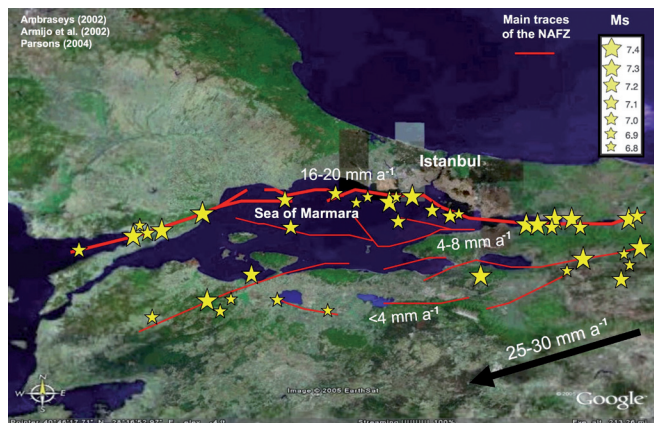 Ambraseys (2002)
Armijo et al. (2002)
Parsons (2004)
Main traces
of the NAFZ
Ms
7.4
7.3
7.2
7.1
7.0
6.9
6.8
Istanbul
16-20 mm a⁻¹
Sea of Marmara
4-8 mm a⁻¹
<4 mm a⁻¹
25-30 mm a⁻¹
N
W E
S
Image © 2005 EarthSat
Google
Streaming 100%